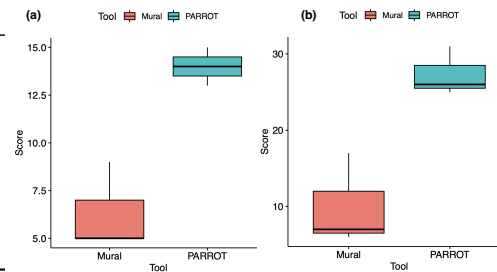 (a) Tool Mural PARROT
15.0
12.5
10.0
7.5
5.0
Score
Mural PARROT
Tool
(b) Tool Mural PARROT
30
20
10
Score
Mural PARROT
Tool